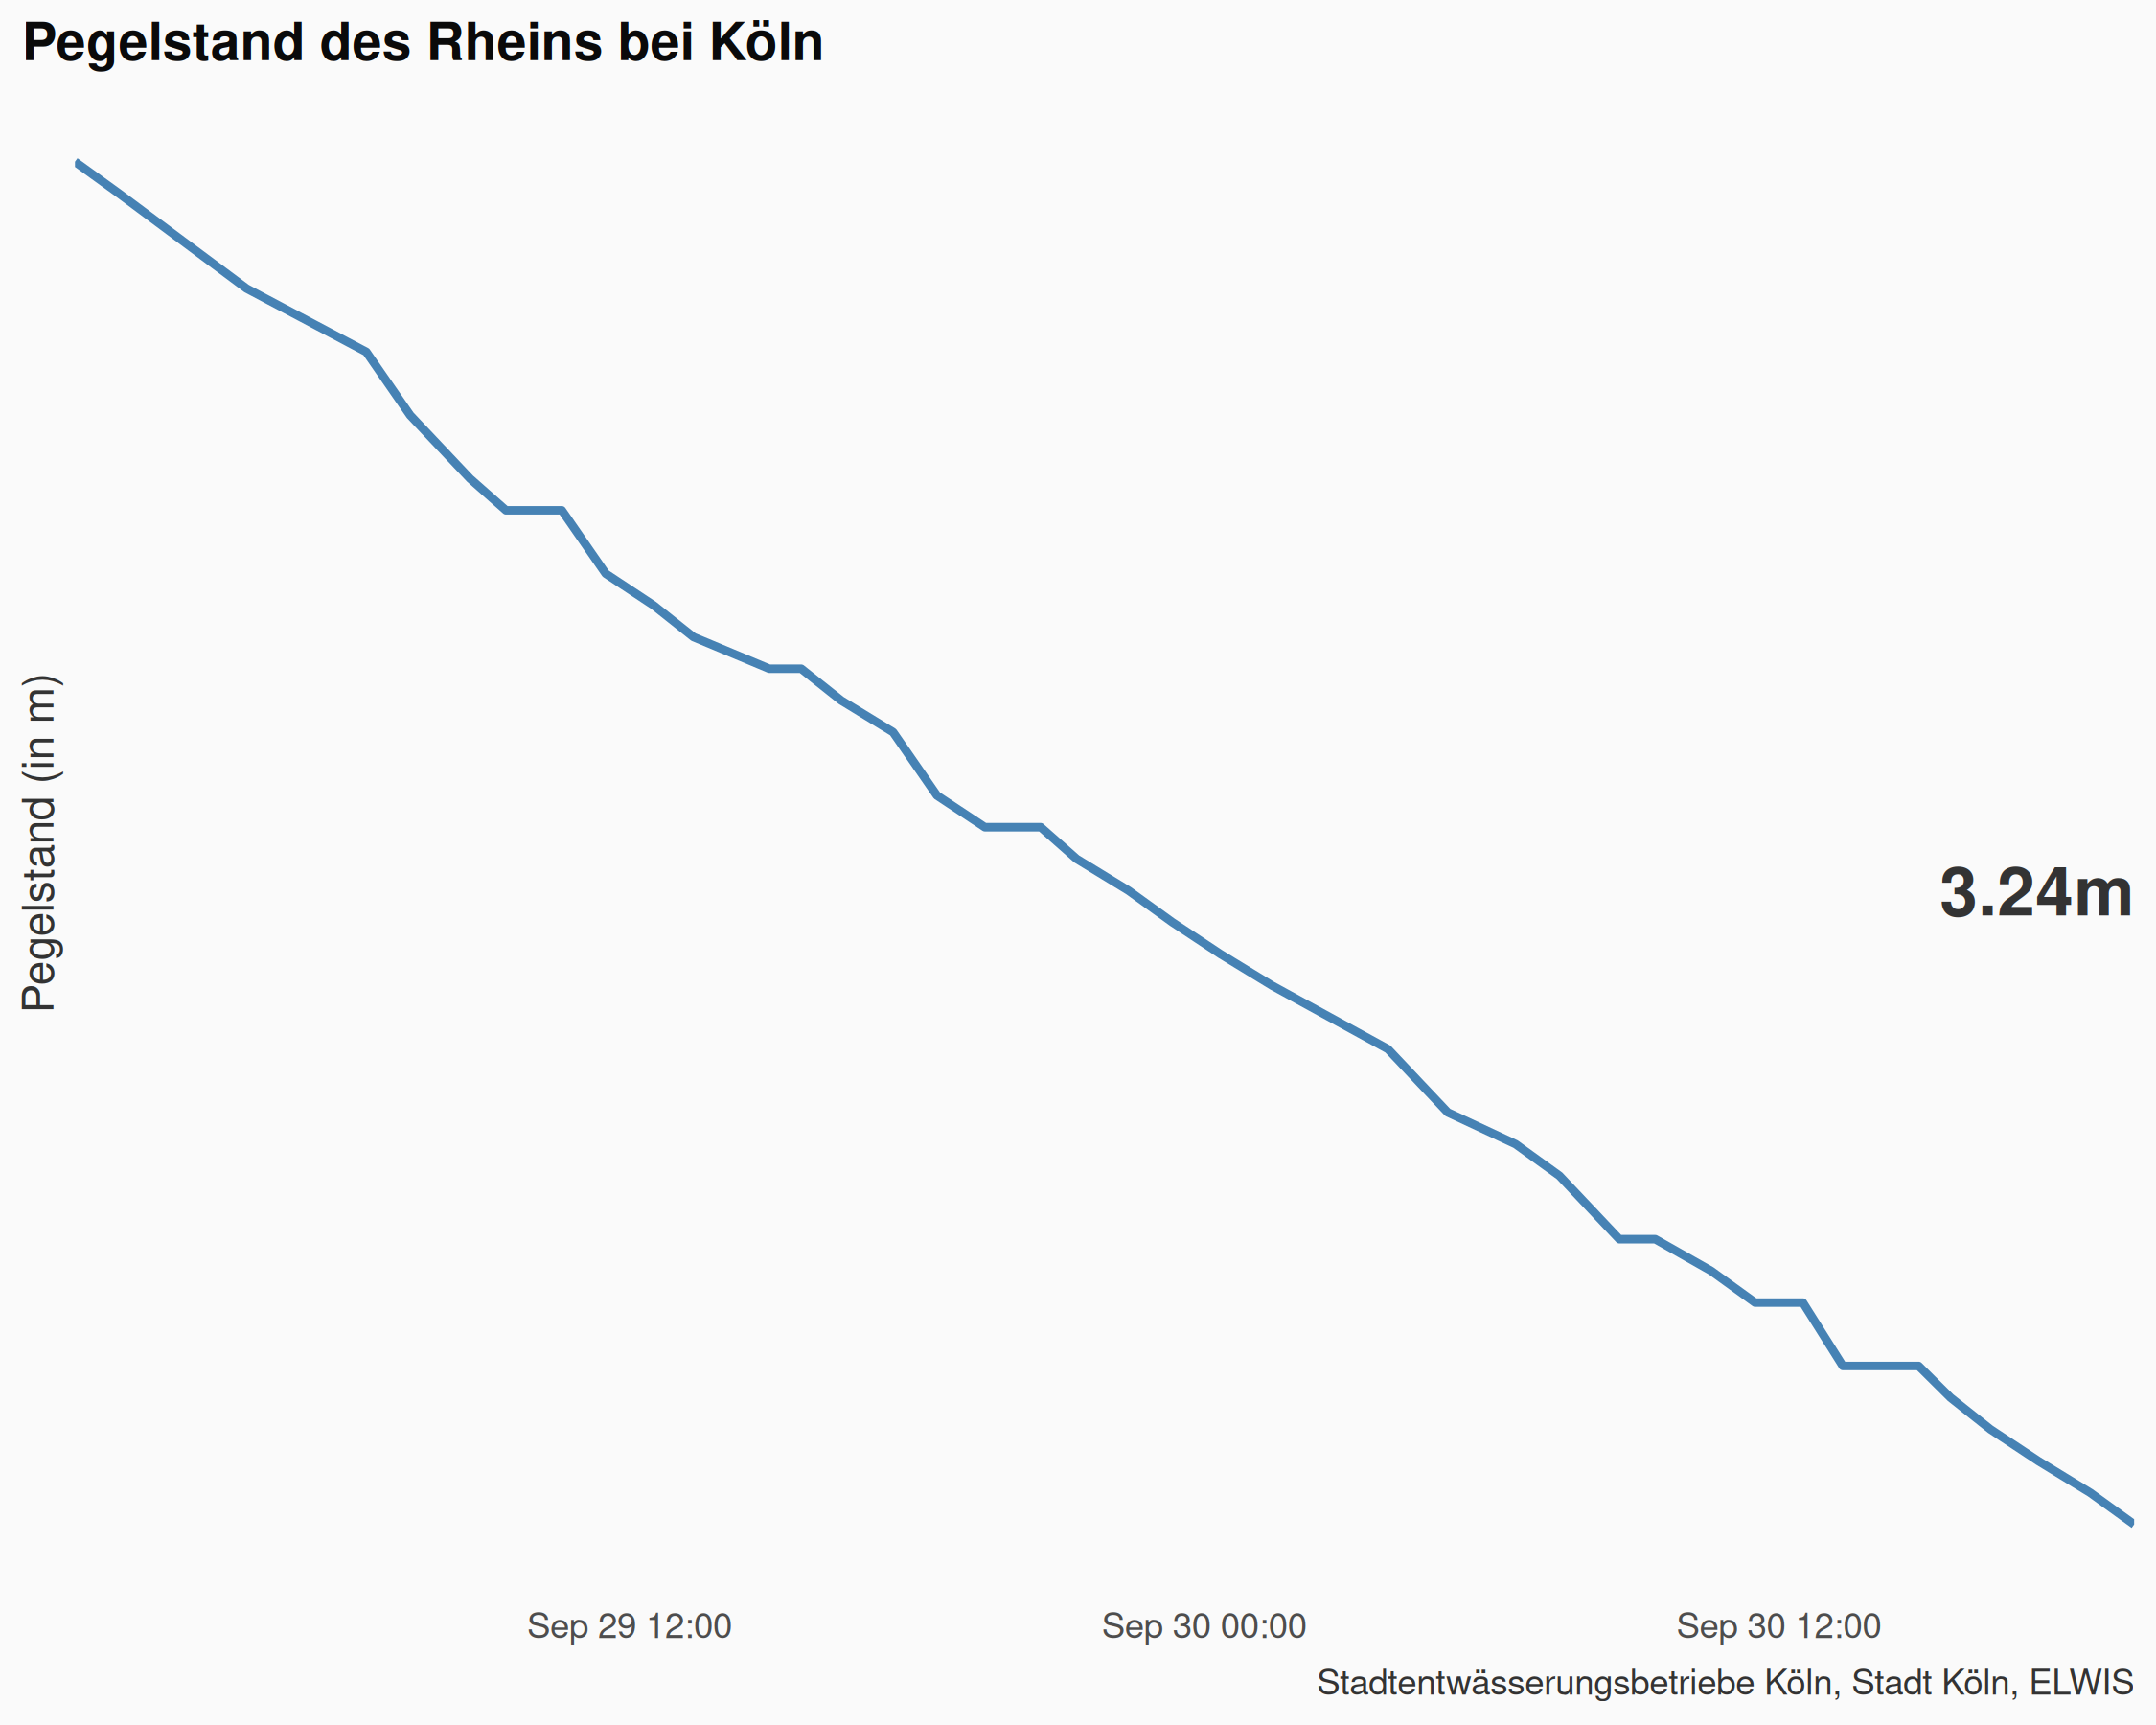 Pegelstand des Rheins bei Köln
Pegelstand (in m)
3.24m
Sep 29 12:00
Sep 30 00:00
Sep 30 12:00
Stadtentwässerungsbetriebe Köln, Stadt Köln, ELWIS